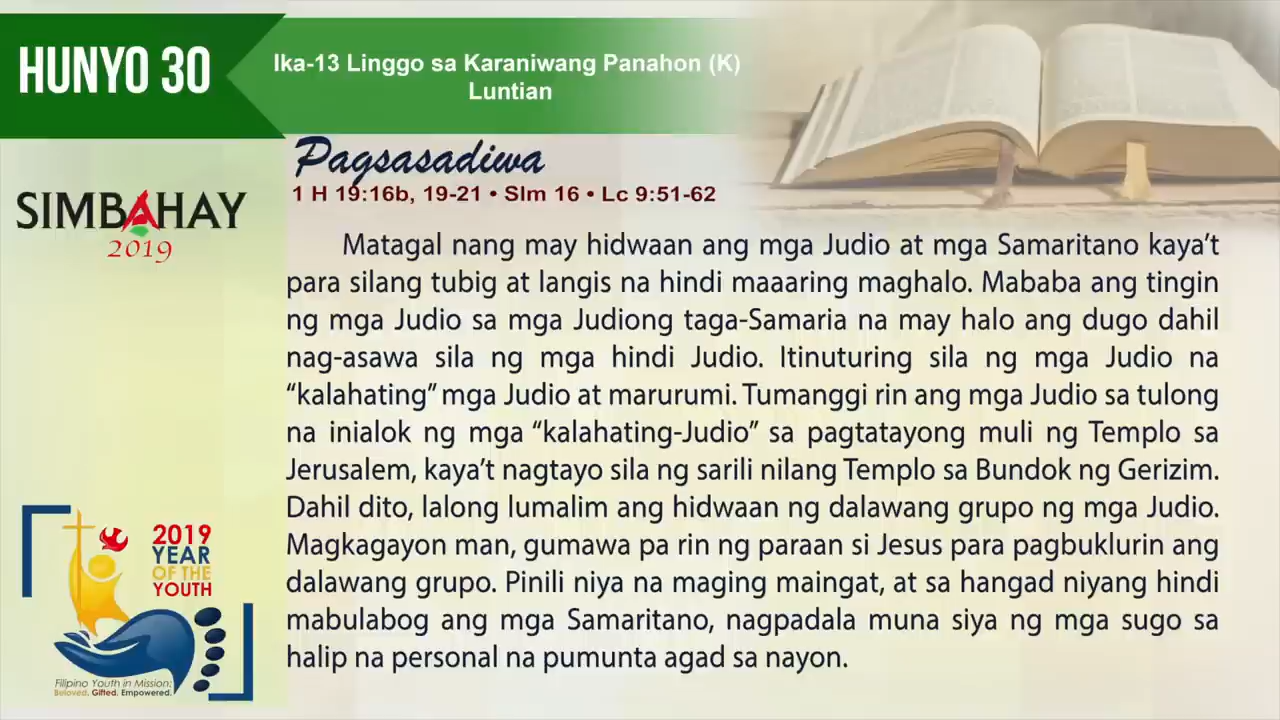 HUNYO 30
Ika-13 Linggo sa Karaniwang Panahon (K)
Luntian
Pagsasadiwa
1 H 19:16b, 19-21 • Slm 16 • Lc 9:51-62
SIMBAHAY
2019
Matagal nang may hidwaan ang mga Judio at mga Samaritano kaya’t
para silang tubig at langis na hindi maaaring maghalo. Mababa ang tingin
ng mga Judio sa mga Judiong taga-Samaria na may halo ang dugo dahil
nag-asawa sila ng mga hindi Judio. Itinuturing sila ng mga Judio na
“kalahating” mga Judio at marurumi. Tumanggi rin ang mga Judio sa tulong
na inialok ng mga “kalahating-Judio” sa pagtatayong muli ng Templo sa
Jerusalem, kaya’t nagtayo sila ng sarili nilang Templo sa Bundok ng Gerizim.
Dahil dito, lalong lumalim ang hidwaan ng dalawang grupo ng mga Judio.
Magkagayon man, gumawa pa rin ng paraan si Jesus para pagbuklurin ang
dalawang grupo. Pinili niya na maging maingat, at sa hangad niyang hindi
mabulabog ang mga Samaritano, nagpadala muna siya ng mga sugo sa
halip na personal na pumunta agad sa nayon.
2019
YEAR
OF THE
YOUTH
Filipino Youth in Mission:
Beloved. Gifted. Empowered.